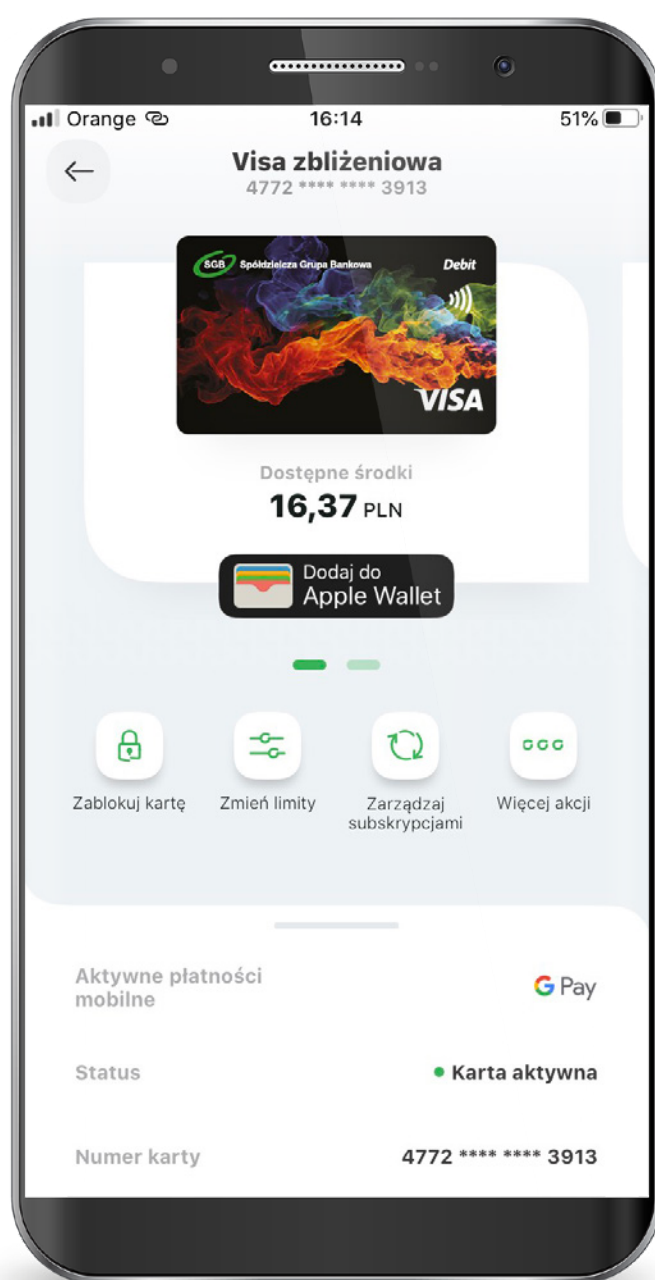 Orange 16:14 51%
Visa zbliżeniowa
4772 **** **** 3913
SGB Spółdzielcza Grupa Bankowa Debit
VISA
Dostępne środki
16,37 PLN
Dodaj do
Apple Wallet
Zablokuj kartę
Zmień limity
Zarządzaj
subskrypcjami
Więcej akcji
Aktywne płatności
mobilne
G Pay
Status
Karta aktywna
Numer karty
4772 **** **** 3913